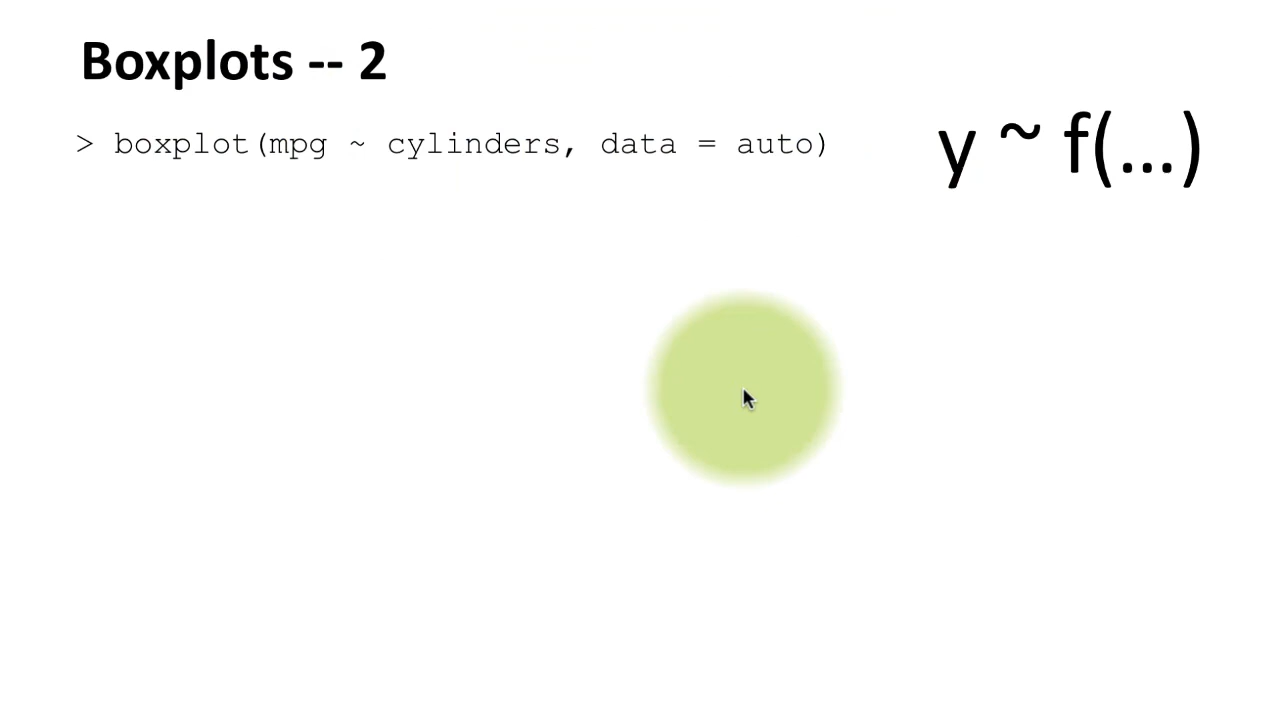 Boxplots -- 2
> boxplot(mpg ~ cylinders, data = auto)
y ~ f(...)